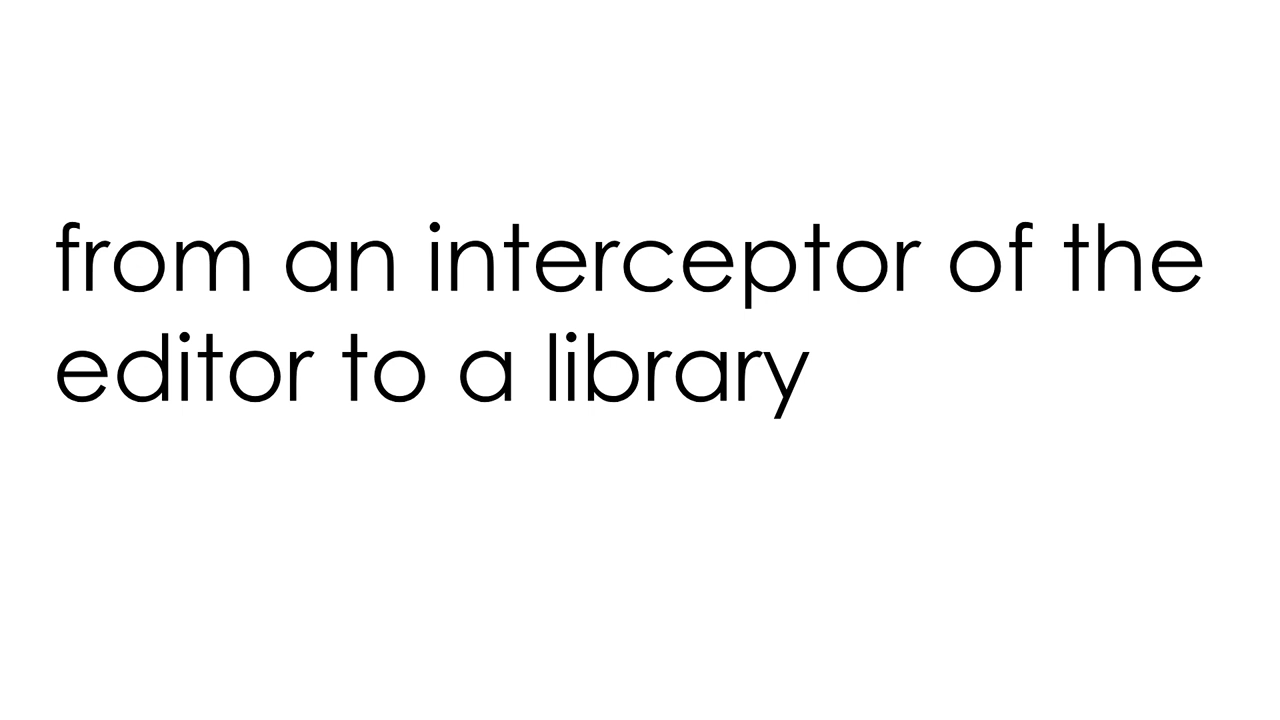 from an interceptor of the
editor to a library